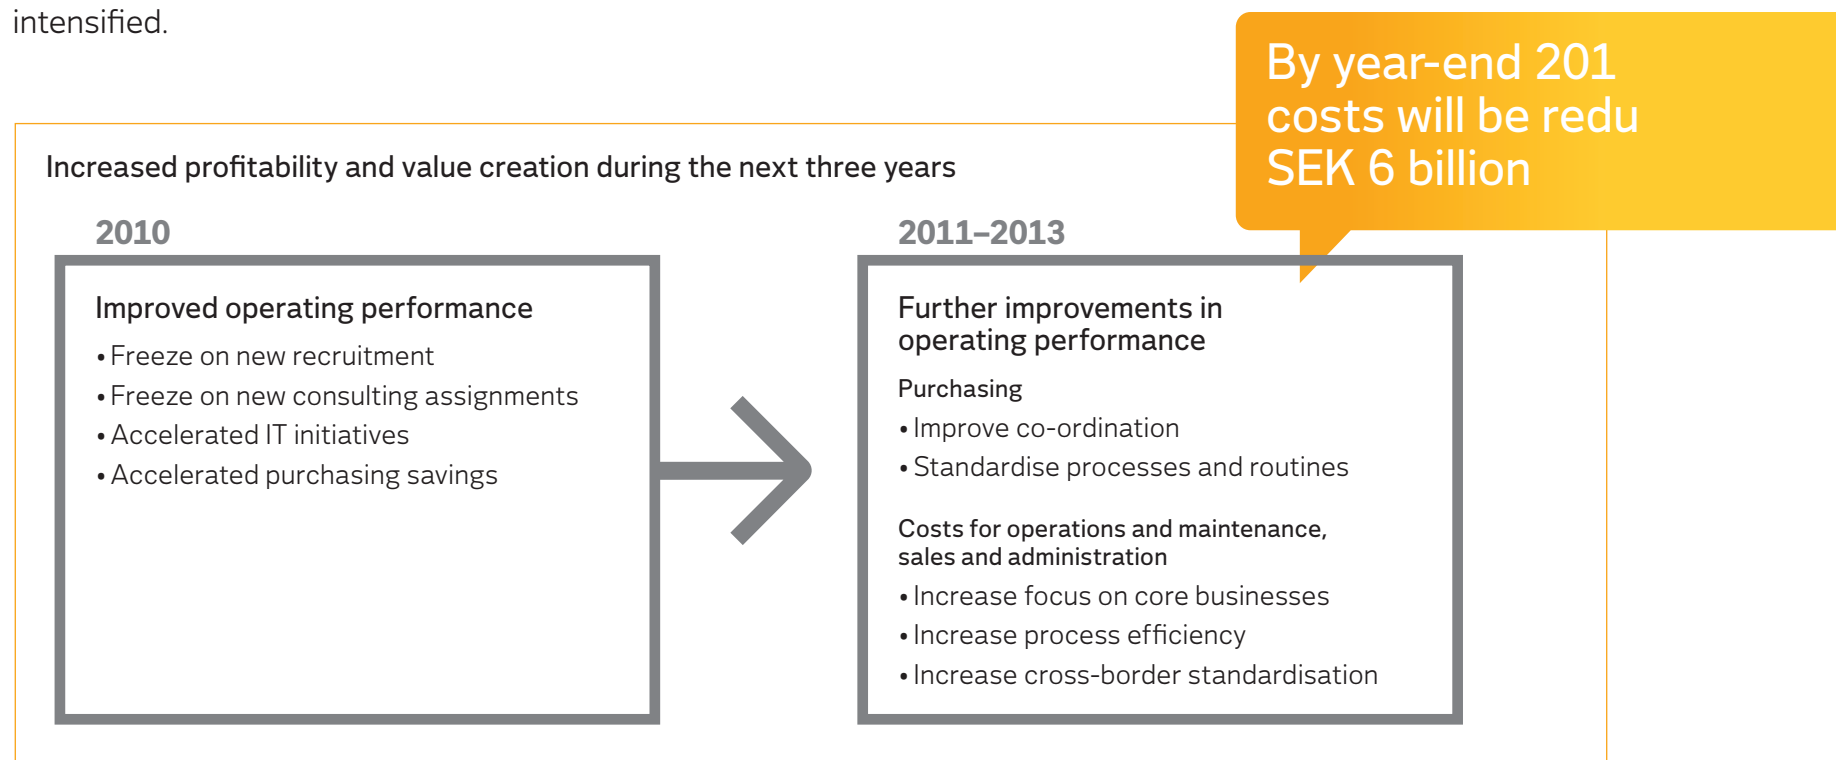 intensified.
By year-end 201
costs will be redu
SEK 6 billion
Increased profitability and value creation during the next three years
2010
Improved operating performance
• Freeze on new recruitment
• Freeze on new consulting assignments
• Accelerated IT initiatives
• Accelerated purchasing savings
2011–2013
Further improvements in
operating performance
Purchasing
• Improve co-ordination
• Standardise processes and routines
Costs for operations and maintenance,
sales and administration
• Increase focus on core businesses
• Increase process efficiency
• Increase cross-border standardisation